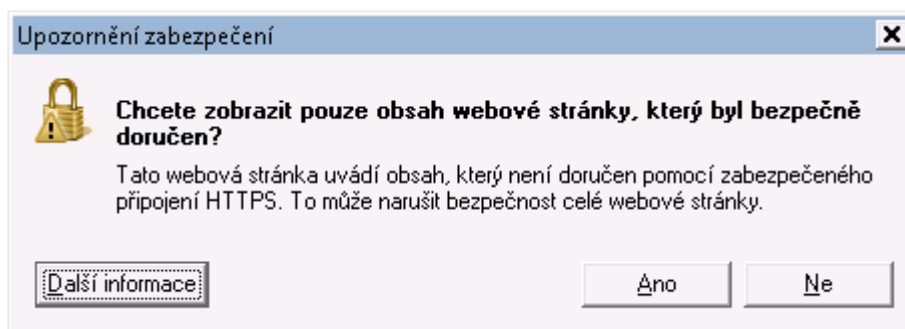 Upozornění zabezpečení
Chcete zobrazit pouze obsah webové stránky, který byl bezpečně
doručen?
Tato webová stránka uvádí obsah, který není doručen pomocí zabezpečeného
připojení HTTPS. To může narušit bezpečnost celé webové stránky.
Další informace
Ano
Ne